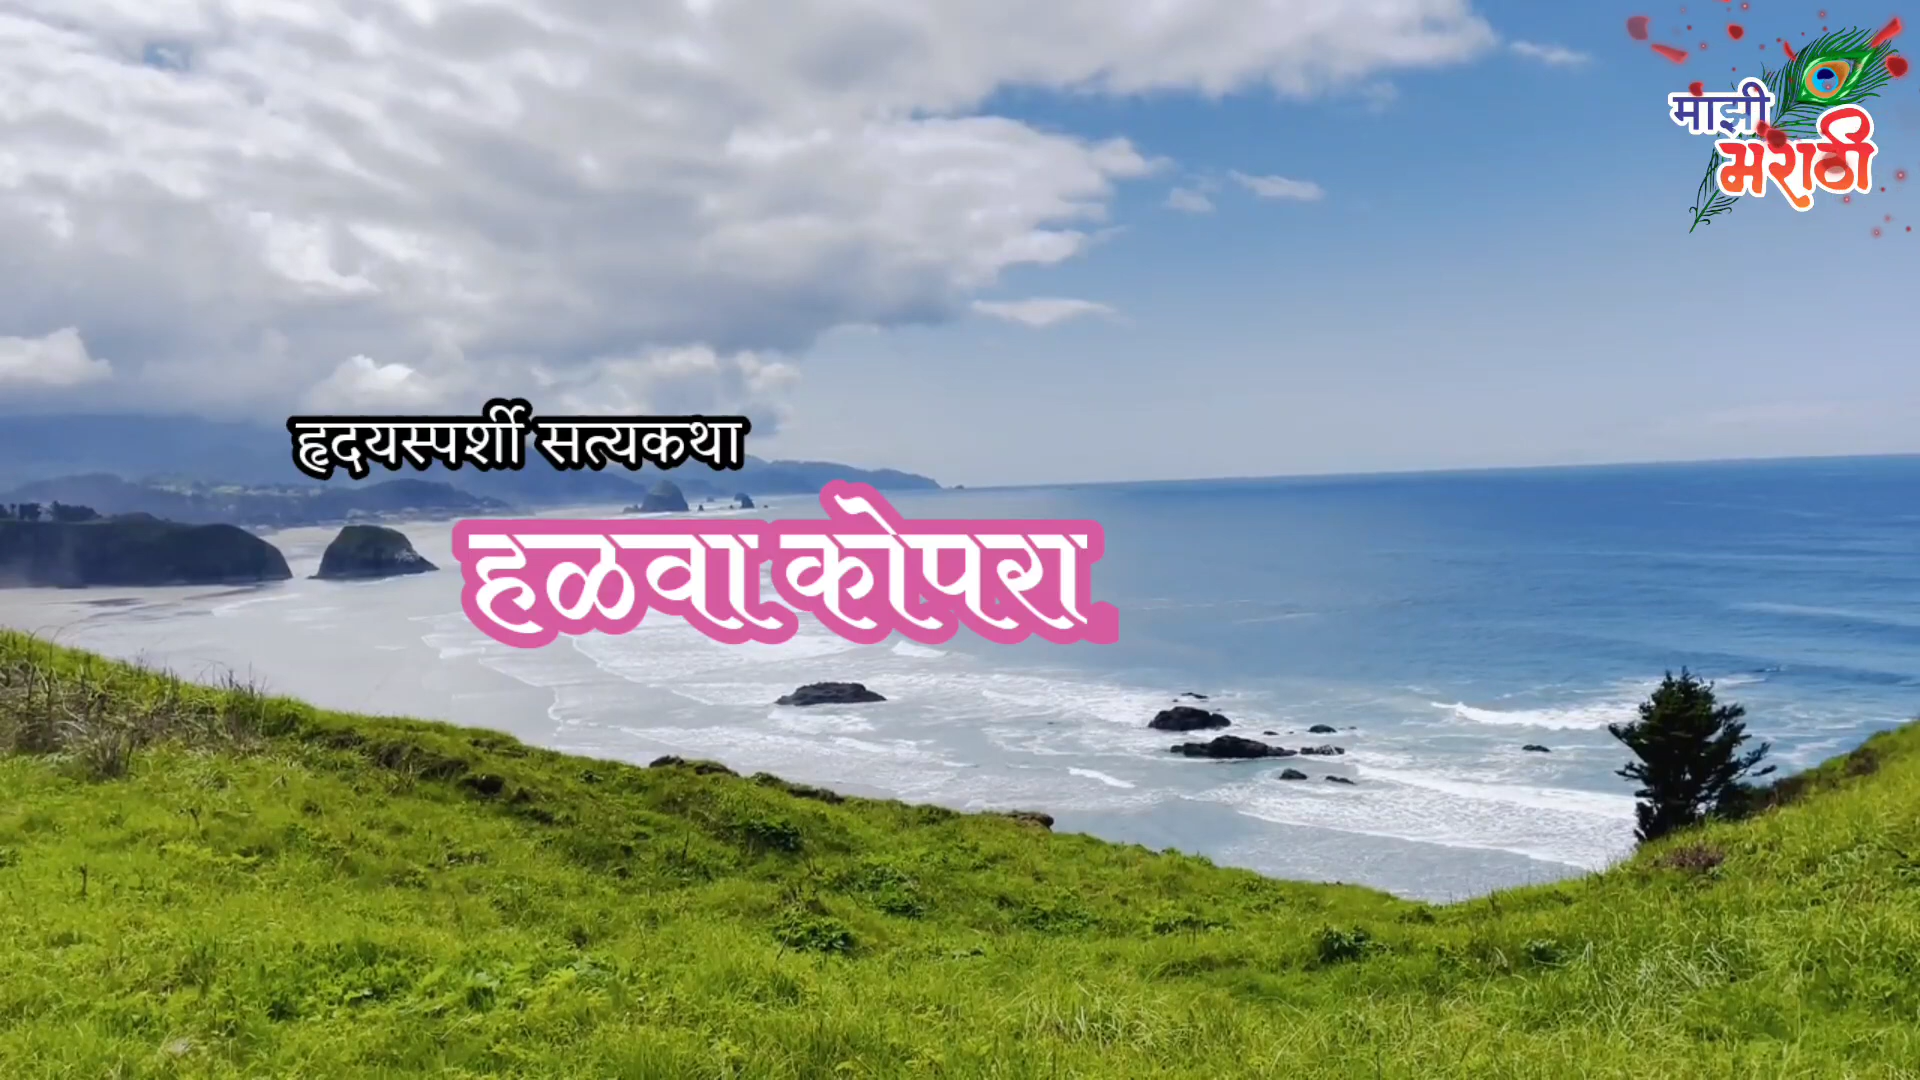 माझी
मराठी
हृदयस्पर्शी सत्यकथा
हळवा कोपरा